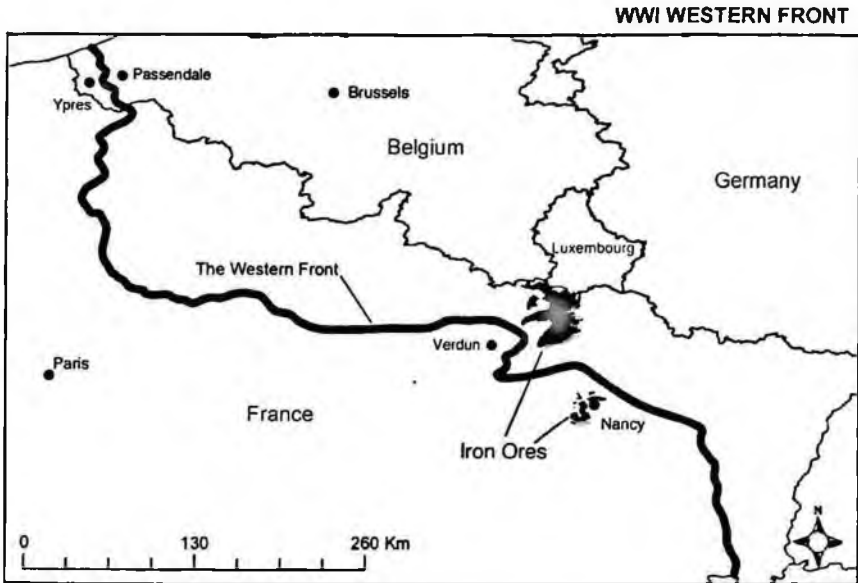 WWI WESTERN FRONT
Passendale
Ypres
Brussels
Belgium
Germany
Luxembourg
The Western Front
Verdun
Paris
France
Nancy
Iron Ores
N
0 130 260 Km